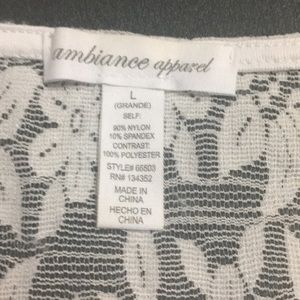 ambiance apparel
L
(GRANDE)
SELF:
90% NYLON
10% SPANDEX
CONTRAST:
100% POLYESTER
STYLE# 65503
RN# 134352
MADE IN
CHINA
HECHO EN
CHINA